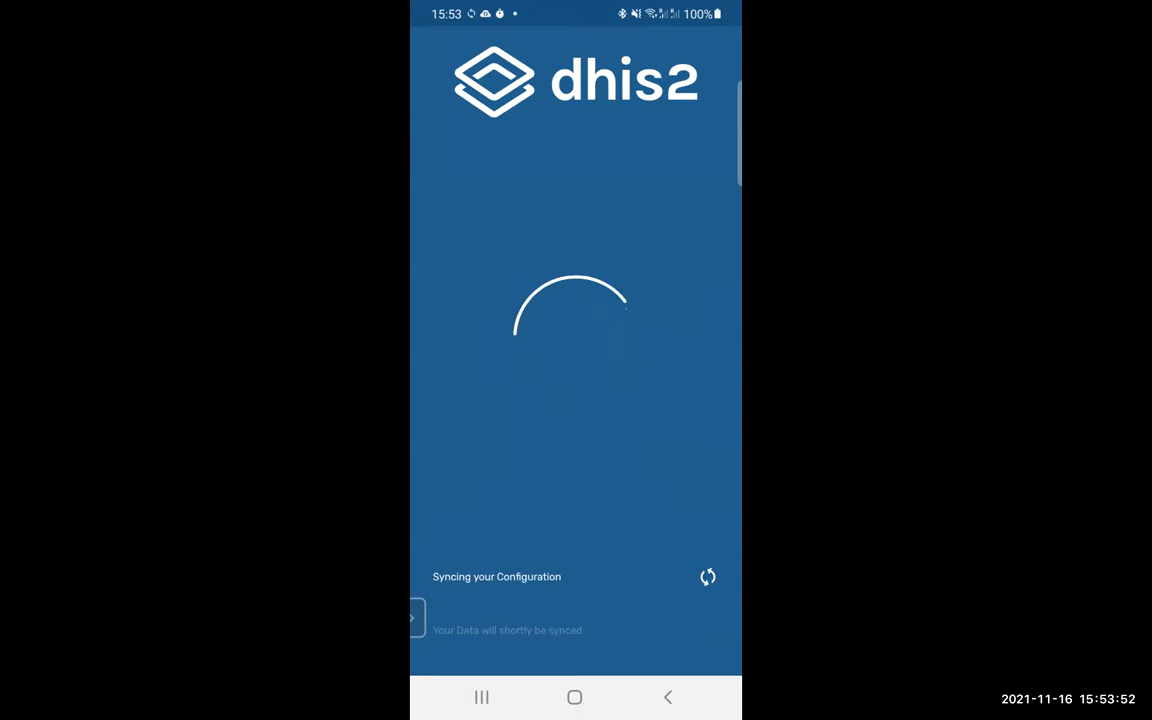 15:53
100%
dhis2
Syncing your Configuration
Your Data will shortly be synced
2021-11-16 15:53:52